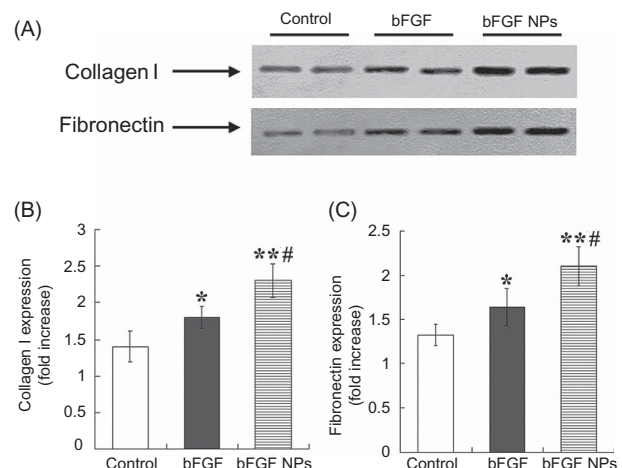 (A)
Control bFGF bFGF NPs
Collagen I
Fibronectin
(B)
Collagen I expression
(fold increase)
3
2.5
2
1.5
1
0.5
0
*
**#
Control bFGF bFGF NPs
(C)
Fibronectin expression
(fold increase)
2.5
2
1.5
1
0.5
0
*
**#
Control bFGF bFGF NPs